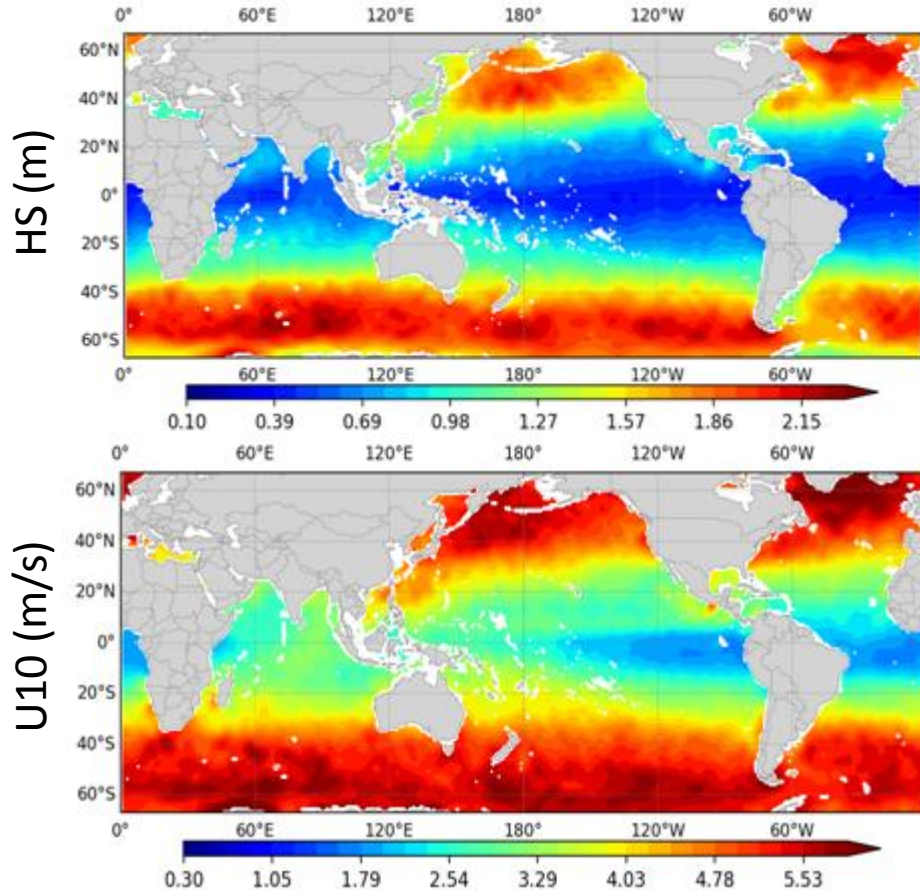 0° 60°E 120°E 180° 120°W 60°W
HS (m)
60°N
40°N
20°N
0°
20°S
40°S
60°S
0° 60°E 120°E 180° 120°W 60°W
0.10 0.39 0.69 0.98 1.27 1.57 1.86 2.15
0° 60°E 120°E 180° 120°W 60°W
U10 (m/s)
60°N
40°N
20°N
0°
20°S
40°S
60°S
0° 60°E 120°E 180° 120°W 60°W
0.30 1.05 1.79 2.54 3.29 4.03 4.78 5.53